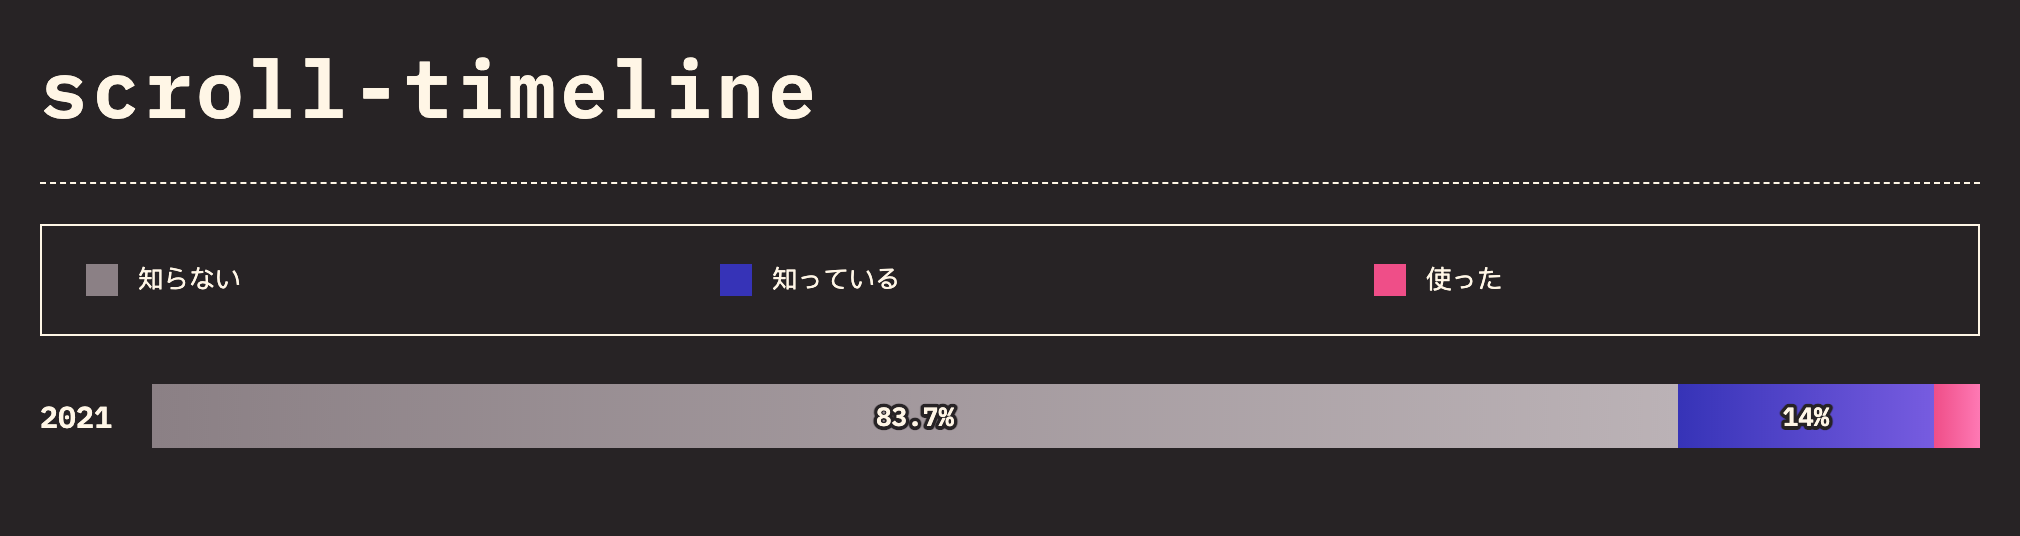 scroll-timeline
知らない 知っている 使った
2021 83.7% 14%